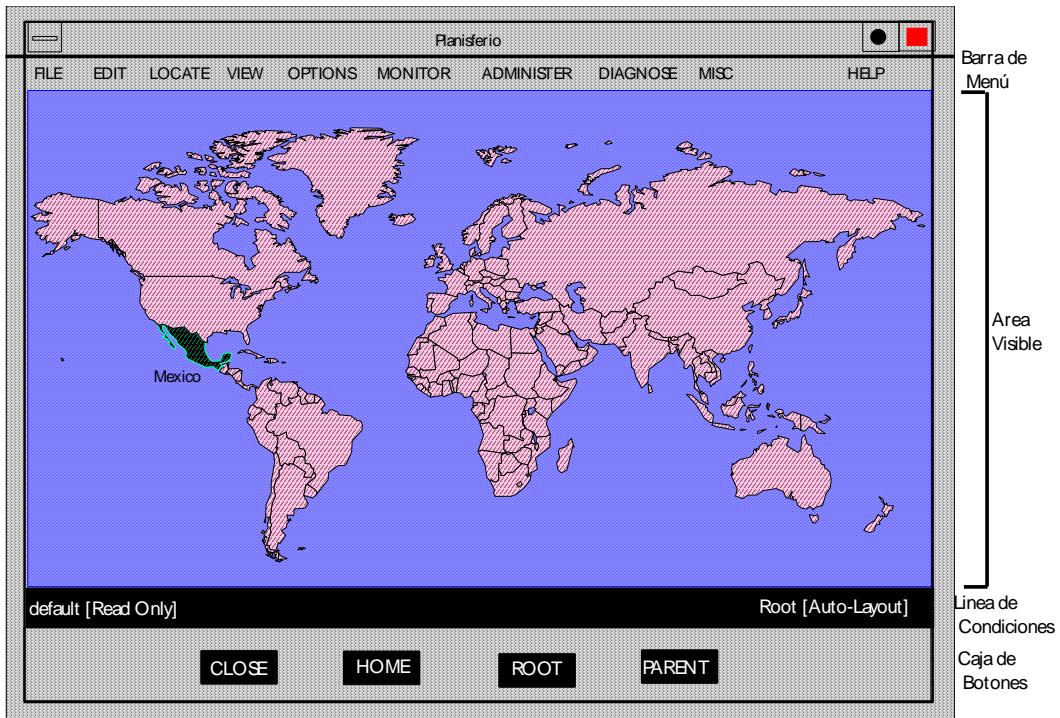 Planisferio
FILE EDIT LOCATE VIEW OPTIONS MONITOR ADMINISTER DIAGNOSE MISC HELP
Barra de
Menú
Area
Visible
Mexico
default [Read Only]
Root [Auto-Layout]
Linea de
Condiciones
CLOSE HOME ROOT PARENT
Caja de
Botones